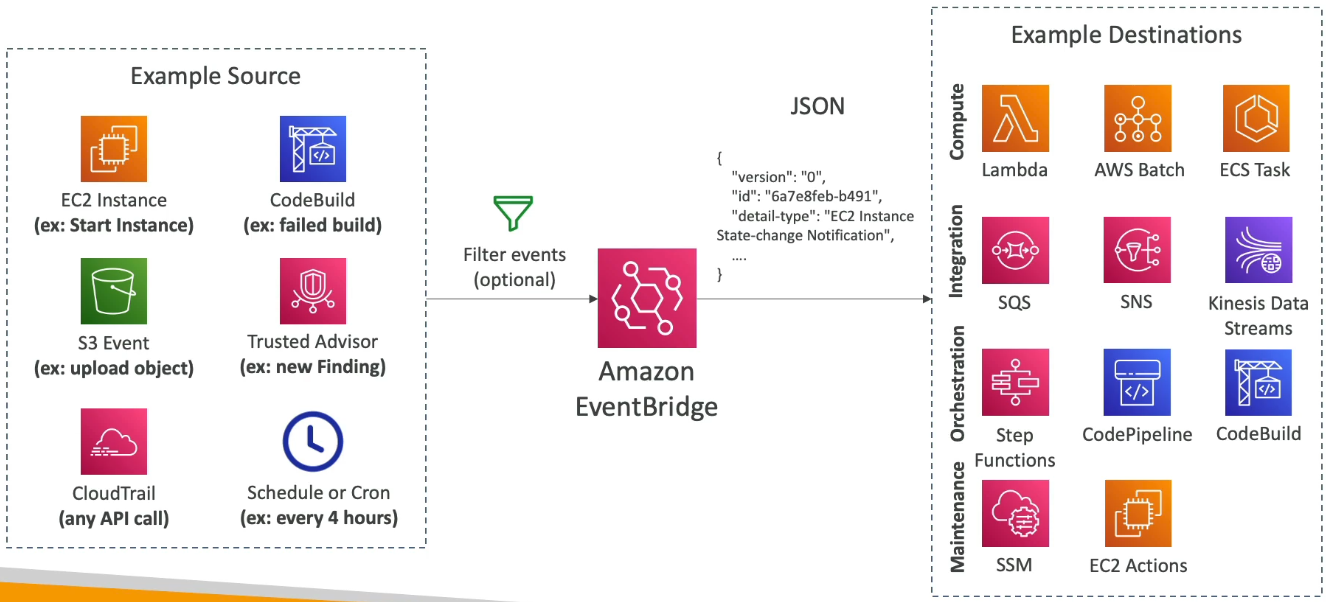 Example Source
EC2 Instance
(ex: Start Instance)
CodeBuild
(ex: failed build)
S3 Event
(ex: upload object)
Trusted Advisor
(ex: new Finding)
CloudTrail
(any API call)
Schedule or Cron
(ex: every 4 hours)
Filter events
(optional)
Amazon
EventBridge
JSON
{
"version": "0",
"id": "6a7e8feb-b491",
"detail-type": "EC2 Instance
State-change Notification",
....
}
Example Destinations
Compute
Lambda
AWS Batch
ECS Task
Integration
SQS
SNS
Kinesis Data
Streams
Orchestration
Step
Functions
CodePipeline
CodeBuild
Maintenance
SSM
EC2 Actions